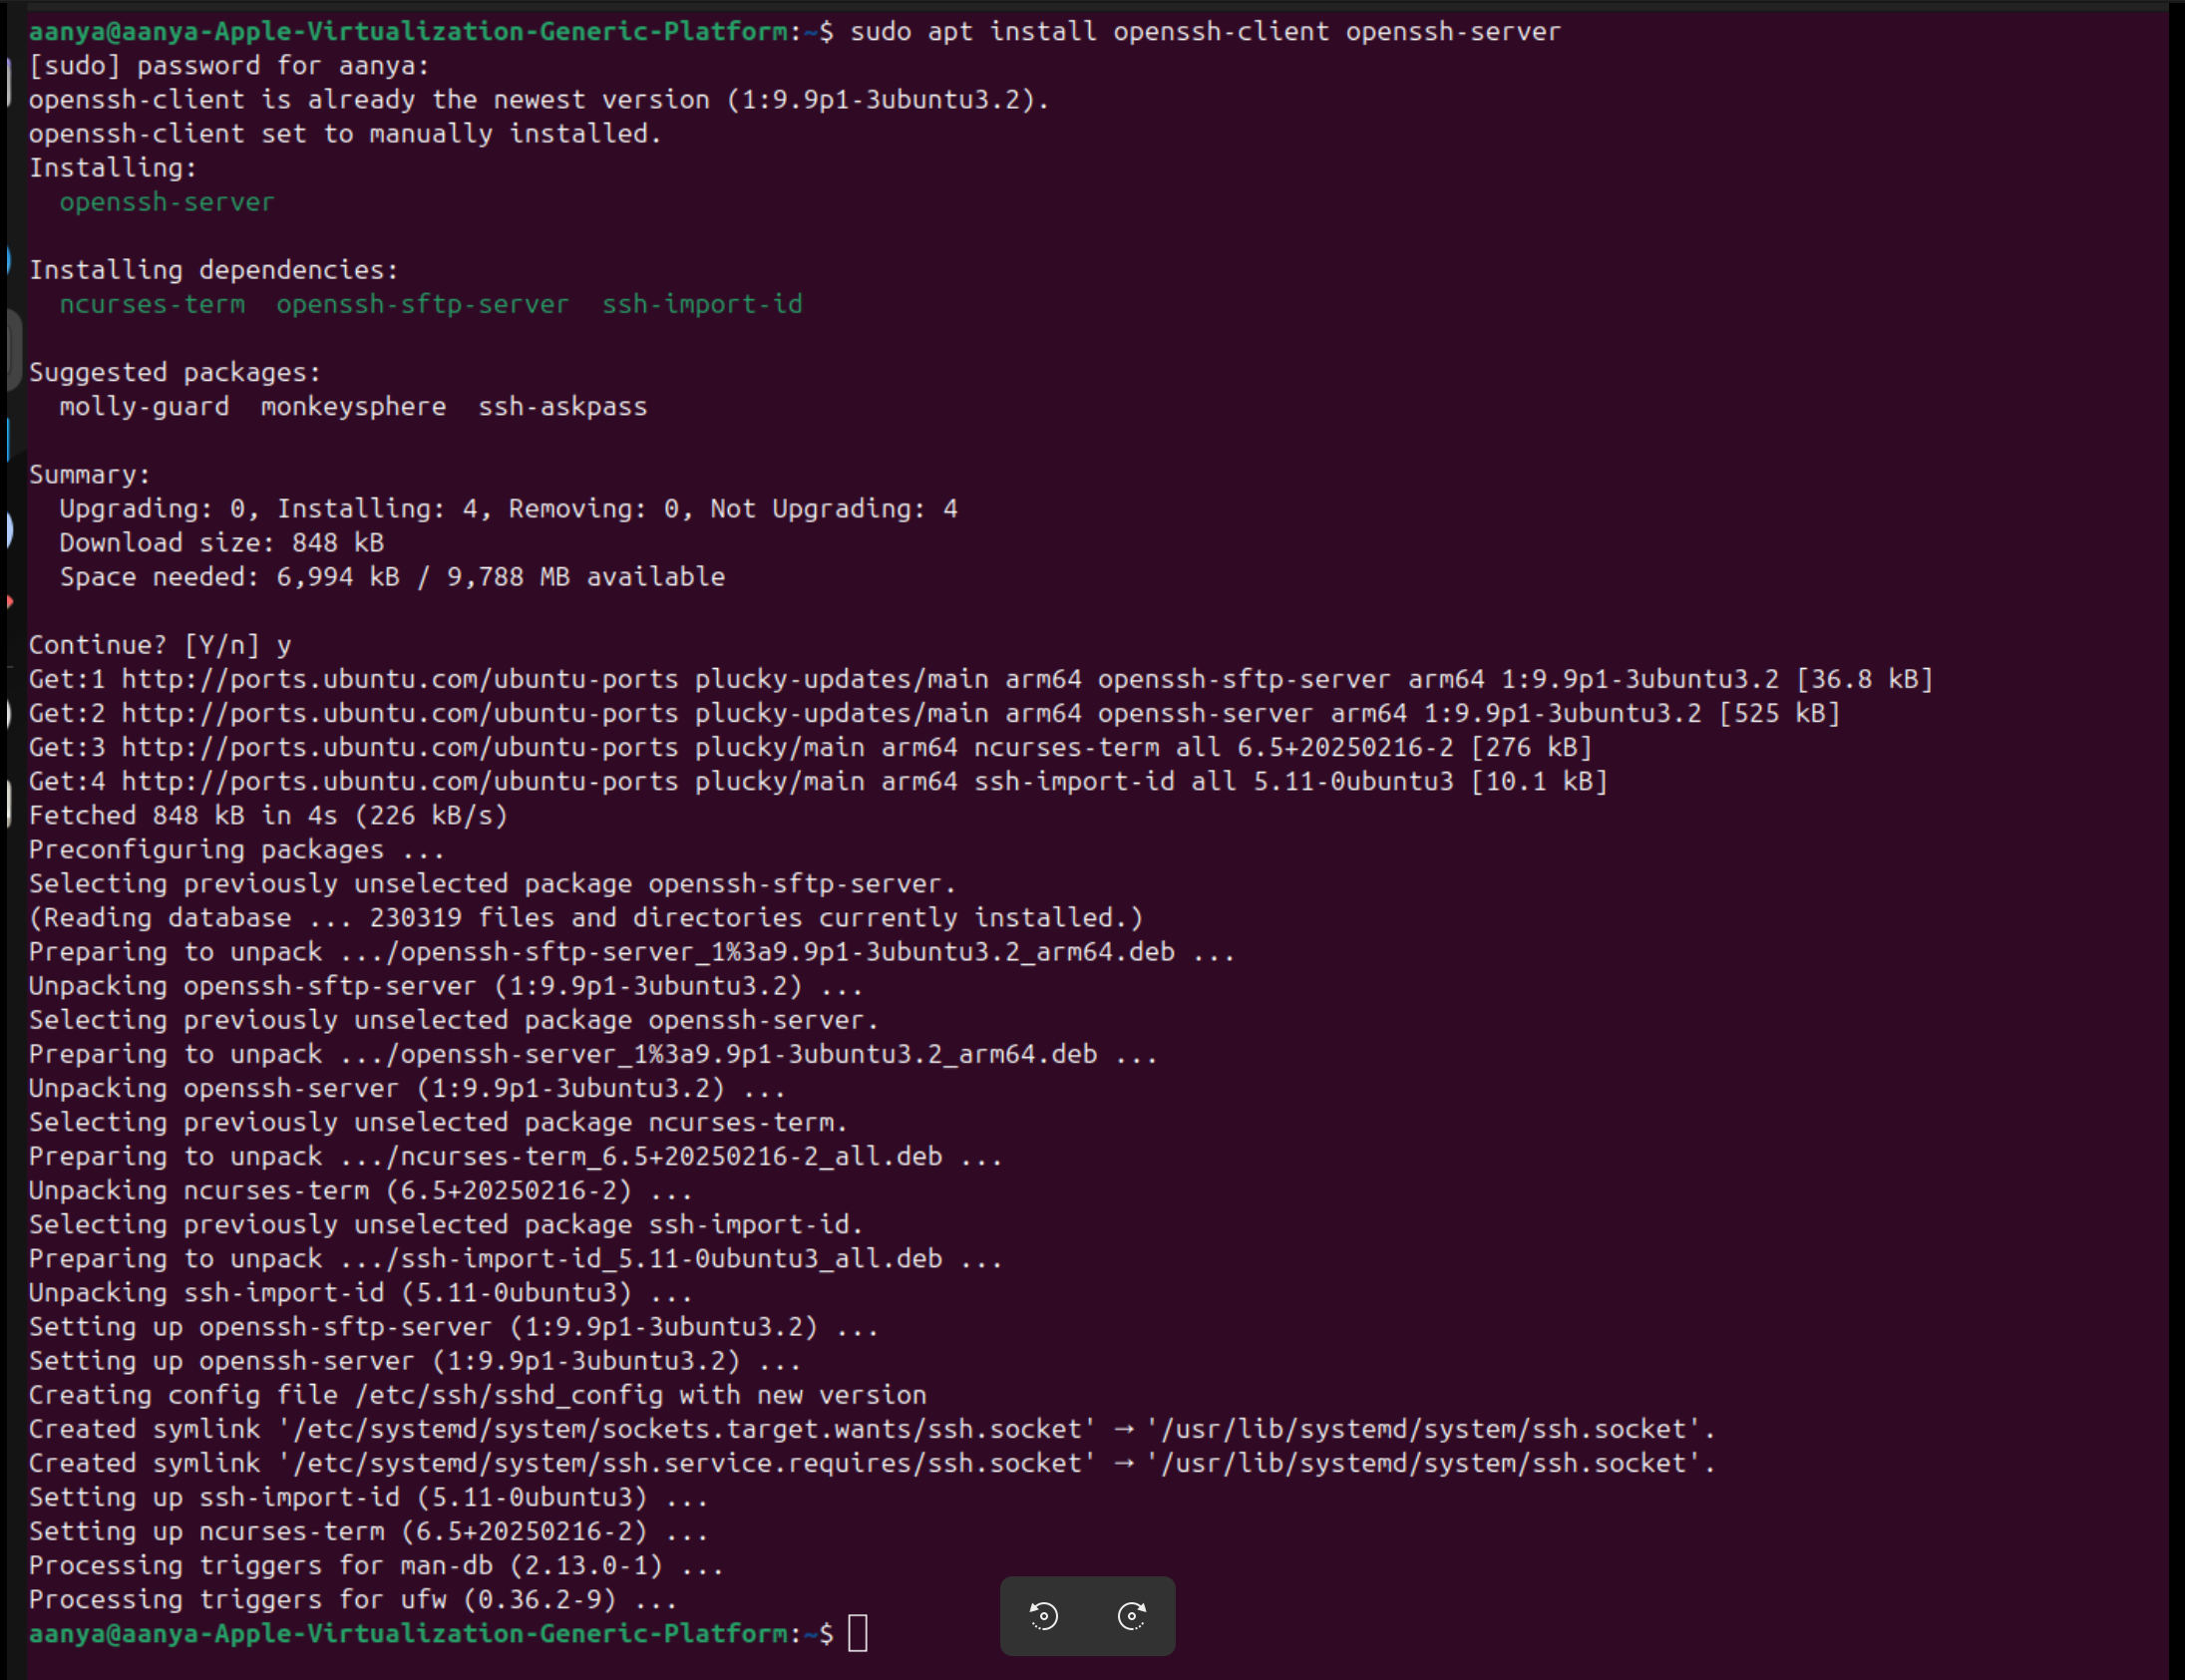 aanya@aanya-Apple-Virtualization-Generic-Platform:~$ sudo apt install openssh-client openssh-server
[sudo] password for aanya:
openssh-client is already the newest version (1:9.9p1-3ubuntu3.2).
openssh-client set to manually installed.
Installing:
  openssh-server

Installing dependencies:
  ncurses-term  openssh-sftp-server  ssh-import-id

Suggested packages:
  molly-guard  monkeysphere  ssh-askpass

Summary:
  Upgrading: 0, Installing: 4, Removing: 0, Not Upgrading: 4
  Download size: 848 kB
  Space needed: 6,994 kB / 9,788 MB available

Continue? [Y/n] y
Get:1 http://ports.ubuntu.com/ubuntu-ports plucky-updates/main arm64 openssh-sftp-server arm64 1:9.9p1-3ubuntu3.2 [36.8 kB]
Get:2 http://ports.ubuntu.com/ubuntu-ports plucky-updates/main arm64 openssh-server arm64 1:9.9p1-3ubuntu3.2 [525 kB]
Get:3 http://ports.ubuntu.com/ubuntu-ports plucky/main arm64 ncurses-term all 6.5+20250216-2 [276 kB]
Get:4 http://ports.ubuntu.com/ubuntu-ports plucky/main arm64 ssh-import-id all 5.11-0ubuntu3 [10.1 kB]
Fetched 848 kB in 4s (226 kB/s)
Preconfiguring packages ...
Selecting previously unselected package openssh-sftp-server.
(Reading database ... 230319 files and directories currently installed.)
Preparing to unpack .../openssh-sftp-server_1%3a9.9p1-3ubuntu3.2_arm64.deb ...
Unpacking openssh-sftp-server (1:9.9p1-3ubuntu3.2) ...
Selecting previously unselected package openssh-server.
Preparing to unpack .../openssh-server_1%3a9.9p1-3ubuntu3.2_arm64.deb ...
Unpacking openssh-server (1:9.9p1-3ubuntu3.2) ...
Selecting previously unselected package ncurses-term.
Preparing to unpack .../ncurses-term_6.5+20250216-2_all.deb ...
Unpacking ncurses-term (6.5+20250216-2) ...
Selecting previously unselected package ssh-import-id.
Preparing to unpack .../ssh-import-id_5.11-0ubuntu3_all.deb ...
Unpacking ssh-import-id (5.11-0ubuntu3) ...
Setting up openssh-sftp-server (1:9.9p1-3ubuntu3.2) ...
Setting up openssh-server (1:9.9p1-3ubuntu3.2) ...
Creating config file /etc/ssh/sshd_config with new version
Created symlink '/etc/systemd/system/sockets.target.wants/ssh.socket' → '/usr/lib/systemd/system/ssh.socket'.
Created symlink '/etc/systemd/system/ssh.service.requires/ssh.socket' → '/usr/lib/systemd/system/ssh.socket'.
Setting up ssh-import-id (5.11-0ubuntu3) ...
Setting up ncurses-term (6.5+20250216-2) ...
Processing triggers for man-db (2.13.0-1) ...
Processing triggers for ufw (0.36.2-9) ...
aanya@aanya-Apple-Virtualization-Generic-Platform:~$